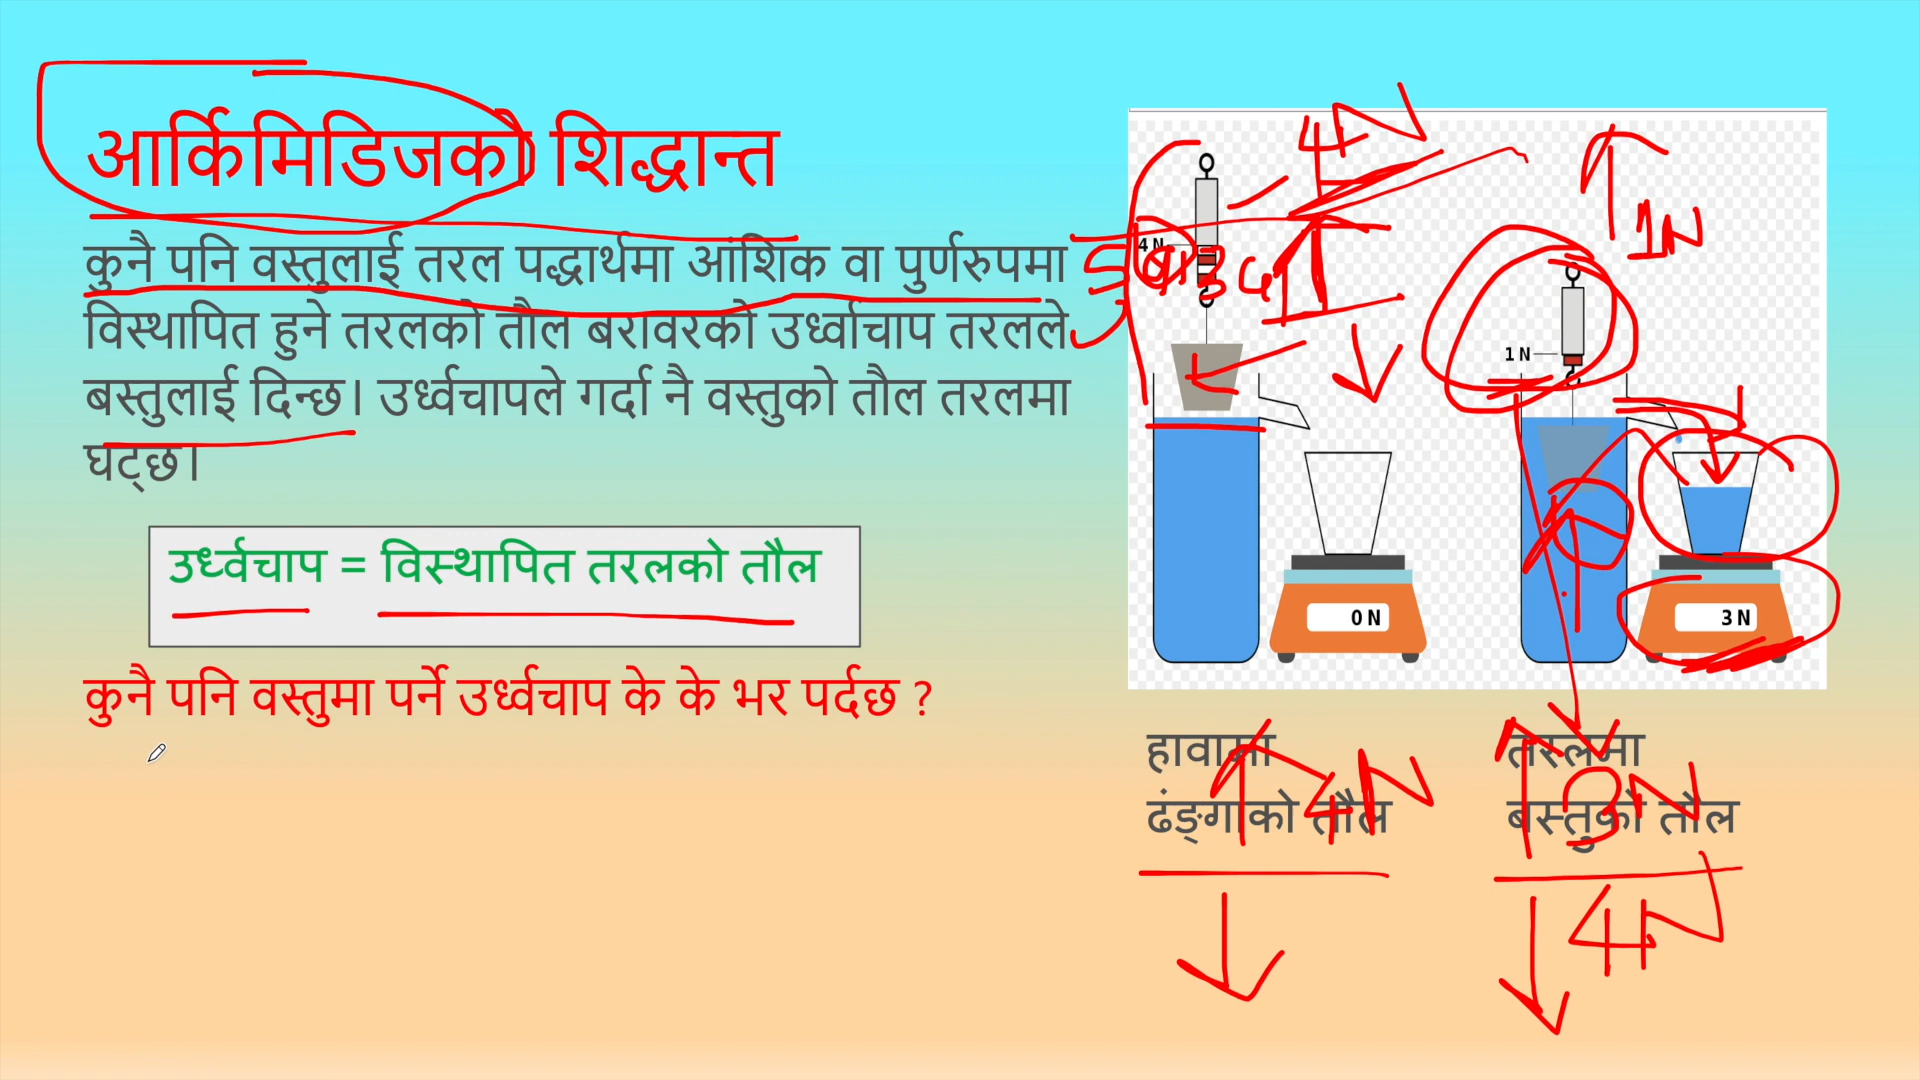 आर्किमिडिजको शिद्धान्त
कुनै पनि वस्तुलाई तरल पद्धार्थमा आंशिक वा पुर्णरुपमा
विस्थापित हुने तरलको तौल बरावरको उर्ध्वाचाप तरलले
बस्तुलाई दिन्छ। उर्ध्वचापले गर्दा नै वस्तुको तौल तरलमा
घट्छ।
उर्ध्वचाप = विस्थापित तरलको तौल
कुनै पनि वस्तुमा पर्ने उर्ध्वचाप के के भर पर्दछ ?
4N
1N
4 N
1 N
0 N
3 N
हावामा
ढंङ्गाको तौल
4N
तरलमा
बस्तुको तौल
3N
4N